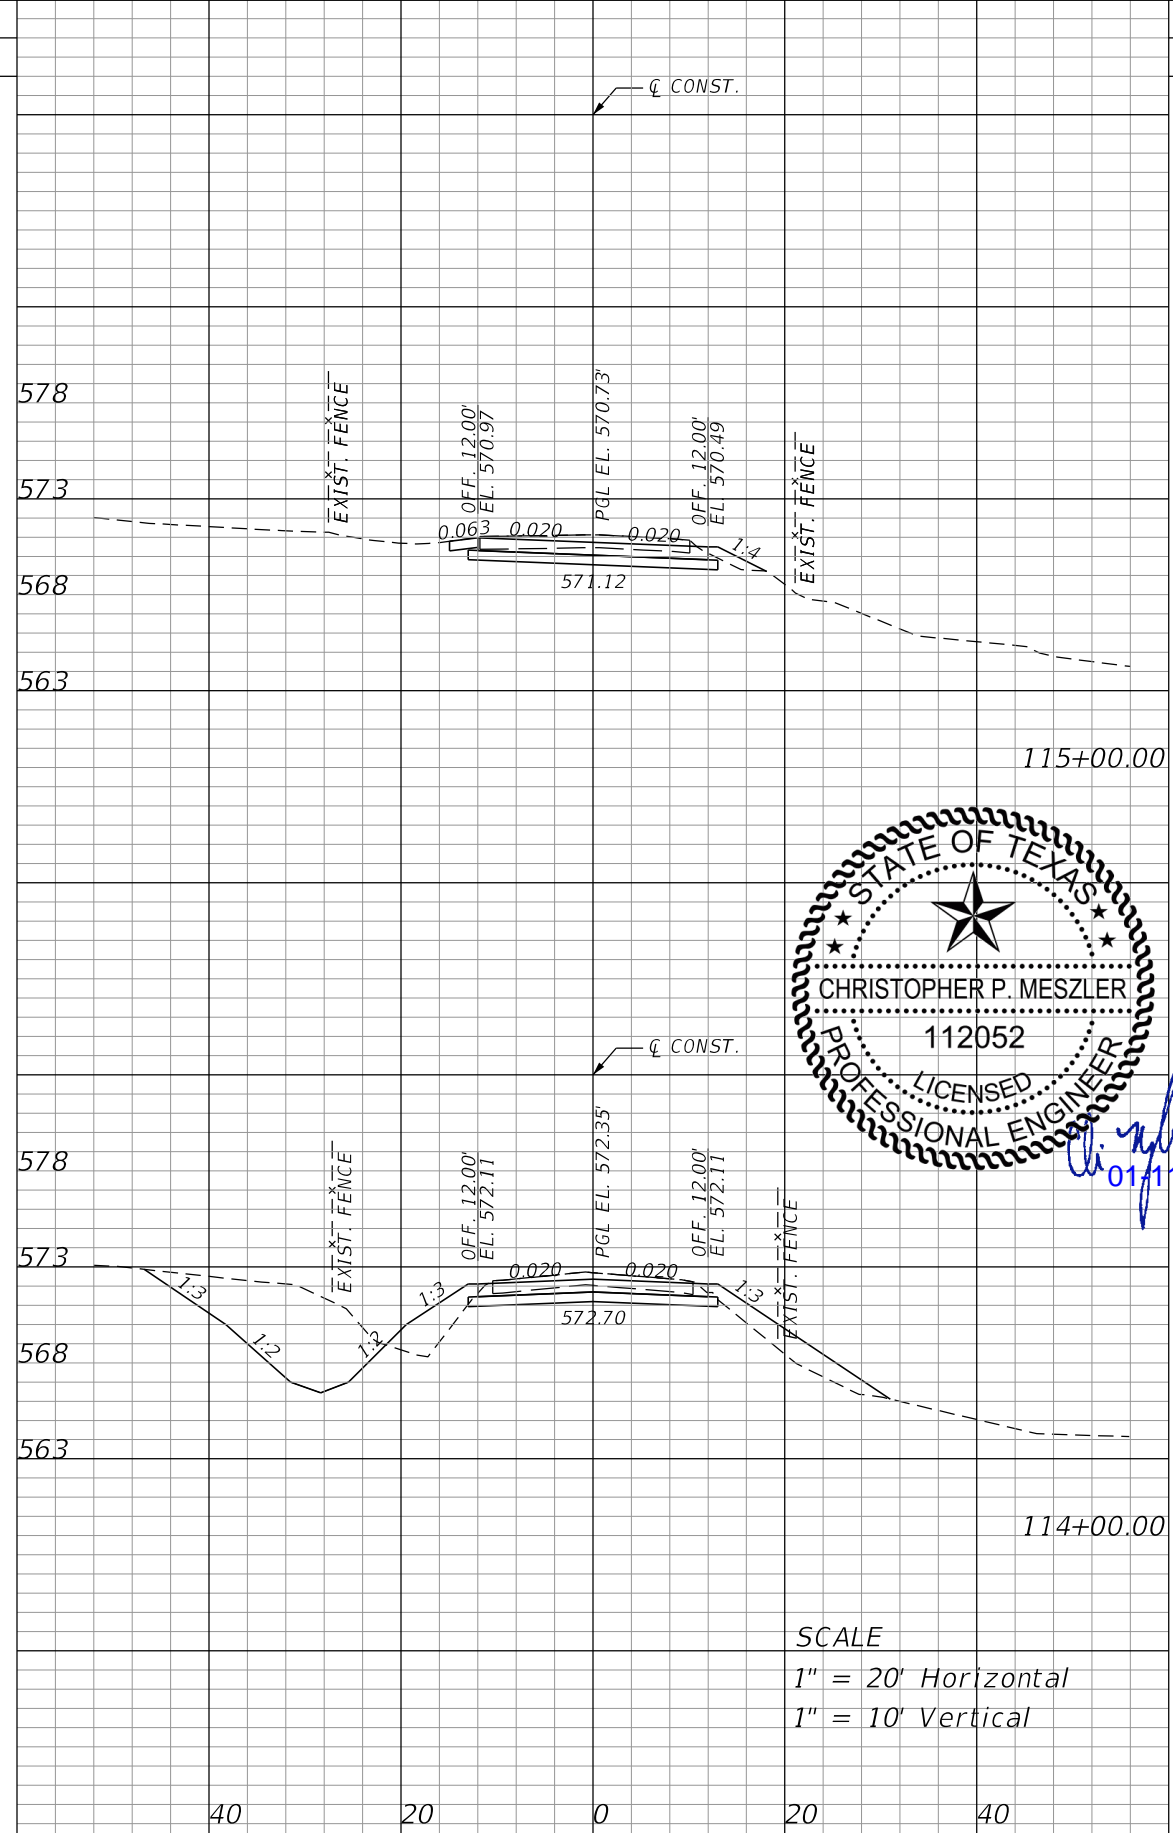 ℄ CONST.
578
573
568
563
EXIST. FENCE
OFF. 12.00'
EL. 570.97
PGL EL. 570.73'
OFF. 12.00'
EL. 570.49
EXIST. FENCE
0.063
0.020
0.020
1:4
571.12
115+00.00
STATE OF TEXAS
CHRISTOPHER P. MESZLER
112052
LICENSED
PROFESSIONAL ENGINEER
℄ CONST.
578
573
568
563
EXIST. FENCE
OFF. 12.00'
EL. 572.11
PGL EL. 572.35'
OFF. 12.00'
EL. 572.11
EXIST. FENCE
1:3
1:2
1:2
1:3
0.020
0.020
1:3
572.70
114+00.00
SCALE
1" = 20' Horizontal
1" = 10' Vertical
40 20 0 20 40